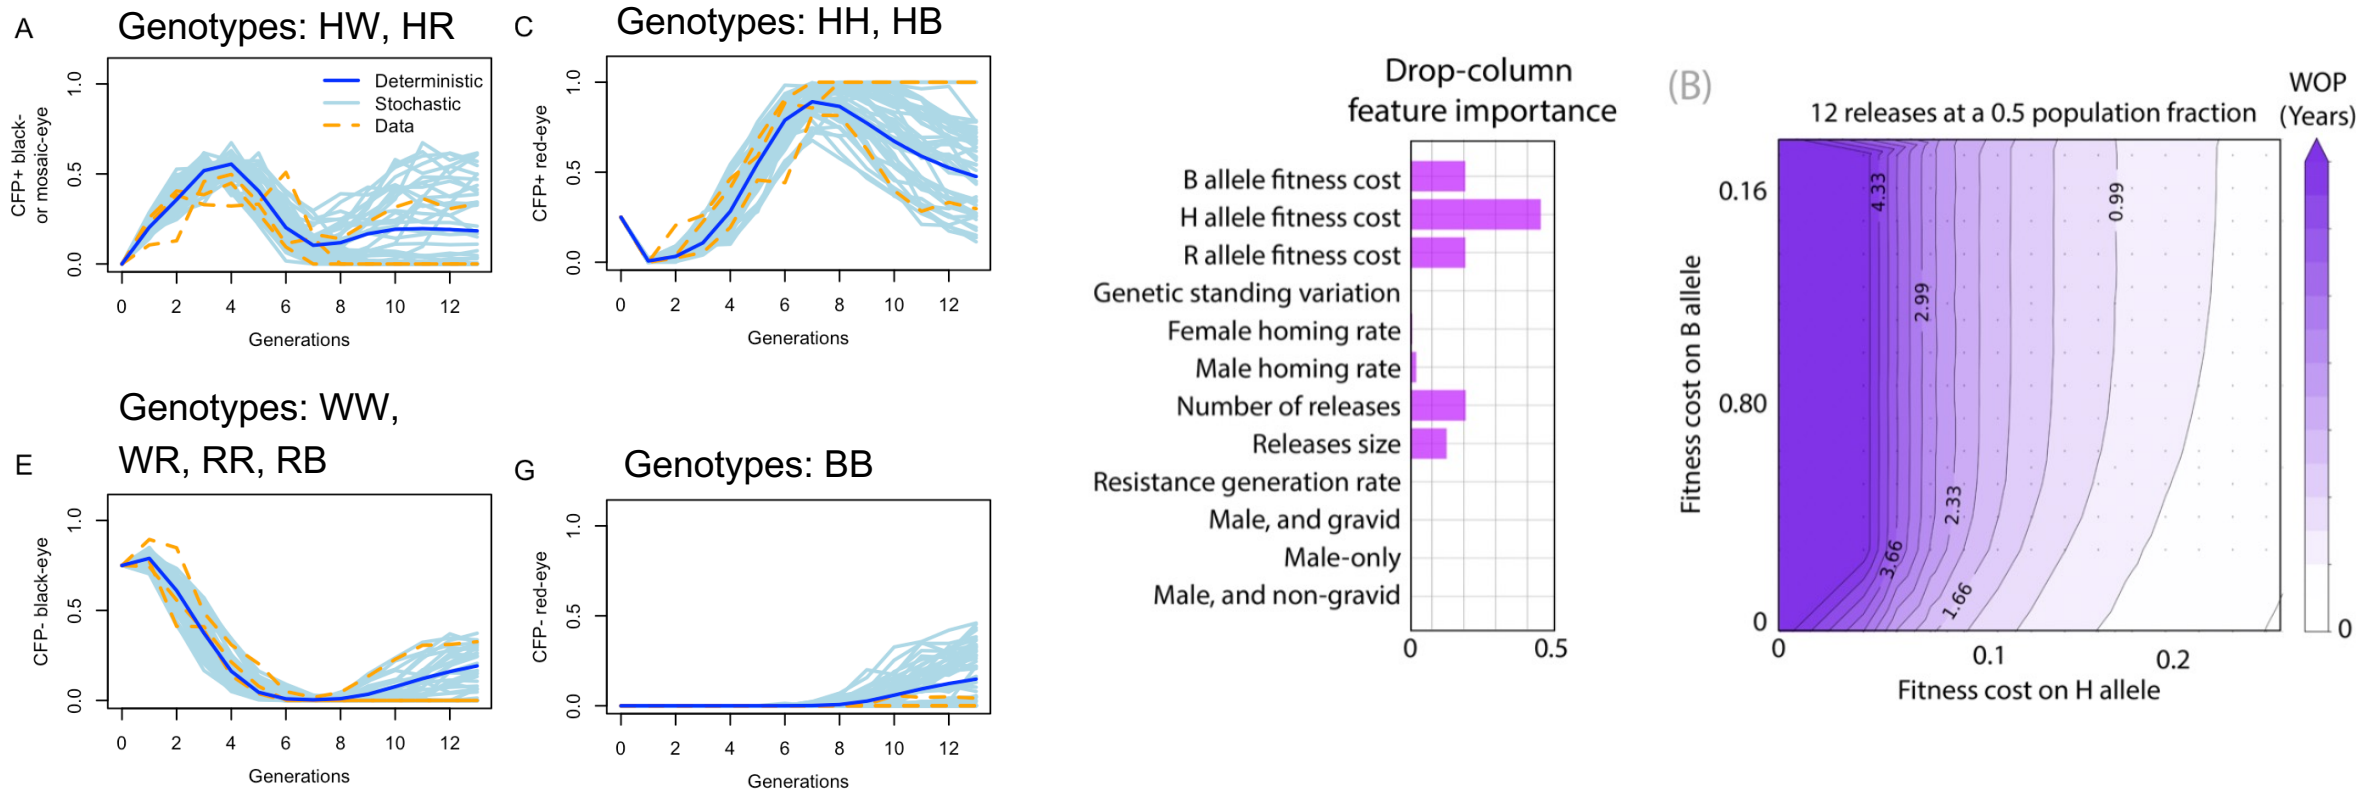 A
Genotypes: HW, HR
CFP+ black-
or mosaic-eye
1.0
0.5
0.0
Deterministic
Stochastic
Data
0 2 4 6 8 10 12
Generations
C
Genotypes: HH, HB
CFP+ red-eye
1.0
0.5
0.0
0 2 4 6 8 10 12
Generations
E
Genotypes: WW,
WR, RR, RB
CFP- black-eye
1.0
0.5
0.0
0 2 4 6 8 10 12
Generations
G
Genotypes: BB
CFP- red-eye
1.0
0.5
0.0
0 2 4 6 8 10 12
Generations
Drop-column
feature importance
B allele fitness cost
H allele fitness cost
R allele fitness cost
Genetic standing variation
Female homing rate
Male homing rate
Number of releases
Releases size
Resistance generation rate
Male, and gravid
Male-only
Male, and non-gravid
0 0.5
(B)
12 releases at a 0.5 population fraction
WOP
(Years)
Fitness cost on B allele
0.16
0.80
0
4.33
0.99
2.99
2.33
3.66
1.66
0
0 0.1 0.2
Fitness cost on H allele